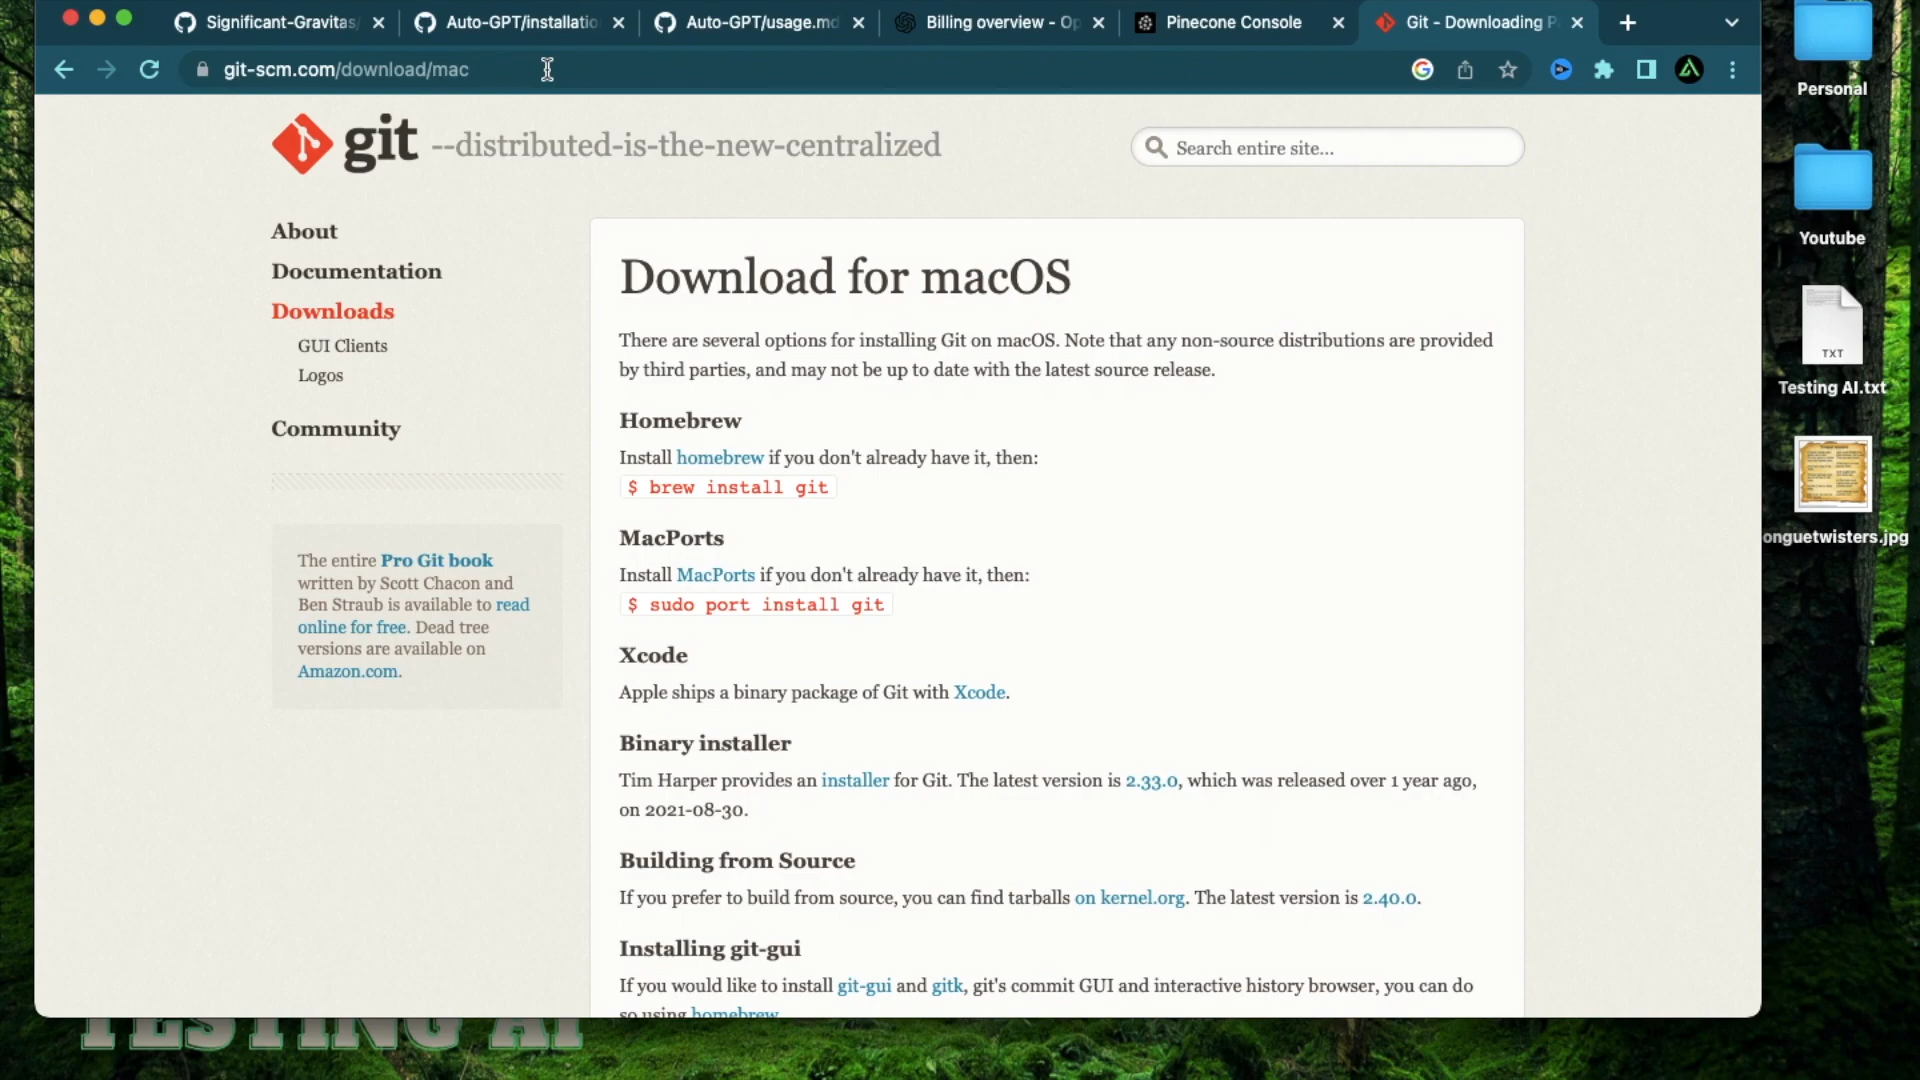 Significant-Gravitas/
Auto-GPT/installatio
Auto-GPT/usage.md
Billing overview - Op
Pinecone Console
Git - Downloading P
git-scm.com/download/mac
git --distributed-is-the-new-centralized
Search entire site...
About
Documentation
Downloads
GUI Clients
Logos
Community
The entire Pro Git book
written by Scott Chacon and
Ben Straub is available to read
online for free. Dead tree
versions are available on
Amazon.com.
Download for macOS
There are several options for installing Git on macOS. Note that any non-source distributions are provided
by third parties, and may not be up to date with the latest source release.
Homebrew
Install homebrew if you don't already have it, then:
$ brew install git
MacPorts
Install MacPorts if you don't already have it, then:
$ sudo port install git
Xcode
Apple ships a binary package of Git with Xcode.
Binary installer
Tim Harper provides an installer for Git. The latest version is 2.33.0, which was released over 1 year ago,
on 2021-08-30.
Building from Source
If you prefer to build from source, you can find tarballs on kernel.org. The latest version is 2.40.0.
Installing git-gui
If you would like to install git-gui and gitk, git's commit GUI and interactive history browser, you can do
so using homebrew
Personal
Youtube
TXT
Testing AI.txt
onguetwisters.jpg
TESTING AI